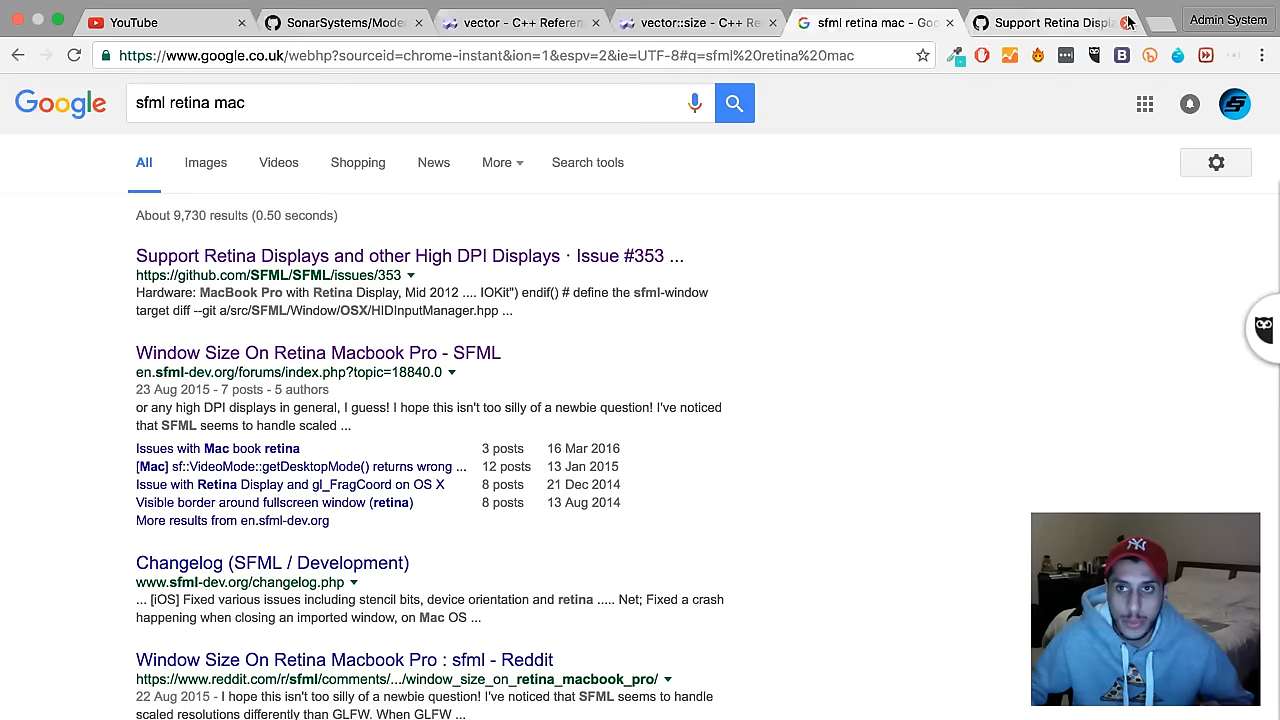 YouTube
SonarSystems/Moder
vector - C++ Referen
vector::size - C++ Re
sfml retina mac - Goo
Support Retina Displ
Admin System
https://www.google.co.uk/webhp?sourceid=chrome-instant&ion=1&espv=2&ie=UTF-8#q=sfml%20retina%20mac
Google
sfml retina mac
All
Images
Videos
Shopping
News
More
Search tools
About 9,730 results (0.50 seconds)
Support Retina Displays and other High DPI Displays · Issue #353 ...
https://github.com/SFML/SFML/issues/353
Hardware: MacBook Pro with Retina Display, Mid 2012 .... IOKit") endif() # define the sfml-window
target diff --git a/src/SFML/Window/OSX/HIDInputManager.hpp ...
Window Size On Retina Macbook Pro - SFML
en.sfml-dev.org/forums/index.php?topic=18840.0
23 Aug 2015 - 7 posts - 5 authors
or any high DPI displays in general, I guess! I hope this isn't too silly of a newbie question! I've noticed
that SFML seems to handle scaled ...
Issues with Mac book retina 3 posts 16 Mar 2016
[Mac] sf::VideoMode::getDesktopMode() returns wrong ... 12 posts 13 Jan 2015
Issue with Retina Display and gl_FragCoord on OS X 8 posts 21 Dec 2014
Visible border around fullscreen window (retina) 8 posts 13 Aug 2014
More results from en.sfml-dev.org
Changelog (SFML / Development)
www.sfml-dev.org/changelog.php
... [iOS] Fixed various issues including stencil bits, device orientation and retina ..... Net; Fixed a crash
happening when closing an imported window, on Mac OS ...
Window Size On Retina Macbook Pro : sfml - Reddit
https://www.reddit.com/r/sfml/comments/.../window_size_on_retina_macbook_pro/
22 Aug 2015 - I hope this isn't too silly of a newbie question! I've noticed that SFML seems to handle
scaled resolutions differently than GLFW. When GLFW ...